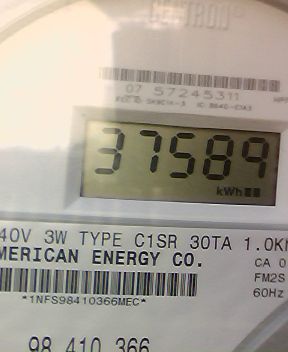 CENTRON®
07 57245311
37589
kWh
40V 3W TYPE C1SR 30TA 1.0K
MERICAN ENERGY CO.
CA 0
FM2S
60Hz
*1NFS98410366MEC*
98 410 366